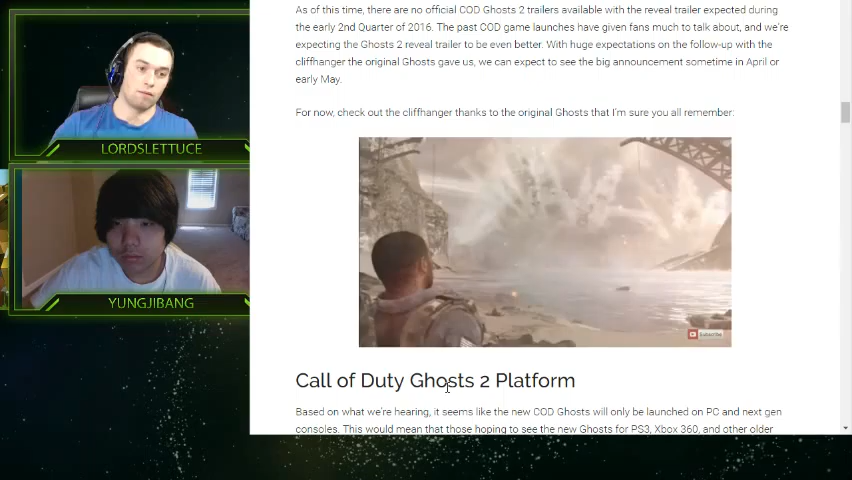 As of this time, there are no official COD Ghosts 2 trailers available with the reveal trailer expected during
the early 2nd Quarter of 2016. The past COD game launches have given fans much to talk about, and we're
expecting the Ghosts 2 reveal trailer to be even better. With huge expectations on the follow-up with the
cliffhanger the original Ghosts gave us, we can expect to see the big announcement sometime in April or
early May.
For now, check out the cliffhanger thanks to the original Ghosts that I'm sure you all remember:
LORDSLETTUCE
YUNGJIBANG
Subscribe
Call of Duty Ghosts 2 Platform
Based on what we're hearing, it seems like the new COD Ghosts will only be launched on PC and next gen
consoles. This would mean that those hoping to see the new Ghosts for PS3, Xbox 360, and other older